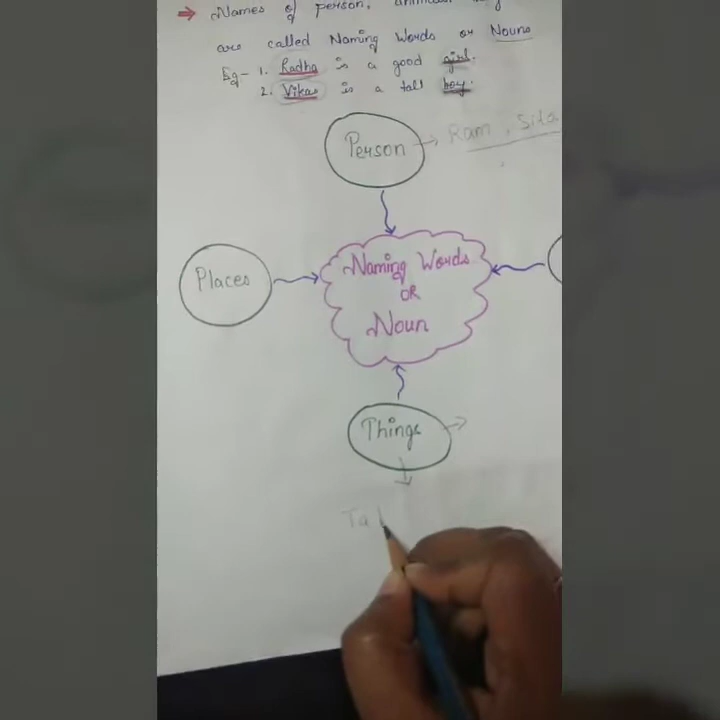 → Names of person,
are called Naming Words or Nouns
Eg- 1. Radha is a good girl.
2. Vikas is a tall boy.
Person → Ram, Sita
Places
Naming Words
OR
Noun
Things
Tab